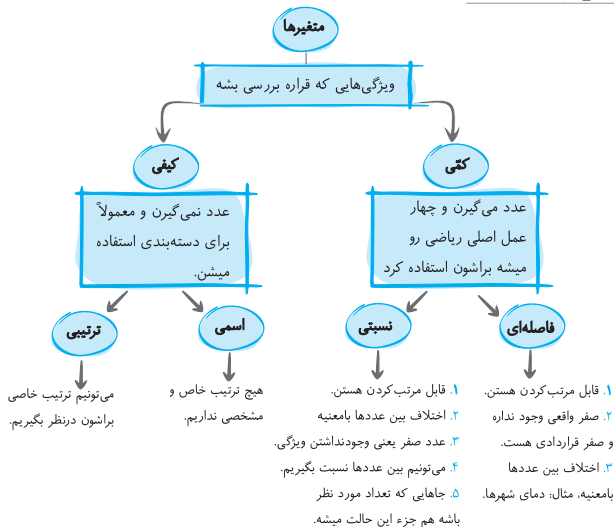 متغیرها
ویژگی‌هایی که قراره بررسی بشه
کمّی
عدد می‌گیرن و چهار
عمل اصلی ریاضی رو
میشه براشون استفاده کرد
فاصله‌ای
۱. قابل مرتب‌کردن هستن.
۲. صفر واقعی وجود نداره
و صفر قراردادی هست.
۳. اختلاف بین عددها
بامعنیه، مثال: دمای شهرها.
نسبتی
۱. قابل مرتب‌کردن هستن.
۲. اختلاف بین عددها بامعنیه
۳. عدد صفر یعنی وجودنداشتن ویژگی.
۴. می‌تونیم بین عددها نسبت بگیریم.
۵. جاهایی که تعداد مورد نظر
باشه هم جزء این حالت میشه.
کیفی
عدد نمی‌گیرن و معمولاً
برای دسته‌بندی استفاده
میشن.
اسمی
هیچ ترتیب خاص و
مشخصی نداریم.
ترتیبی
می‌تونیم ترتیب خاصی
براشون درنظر بگیریم.